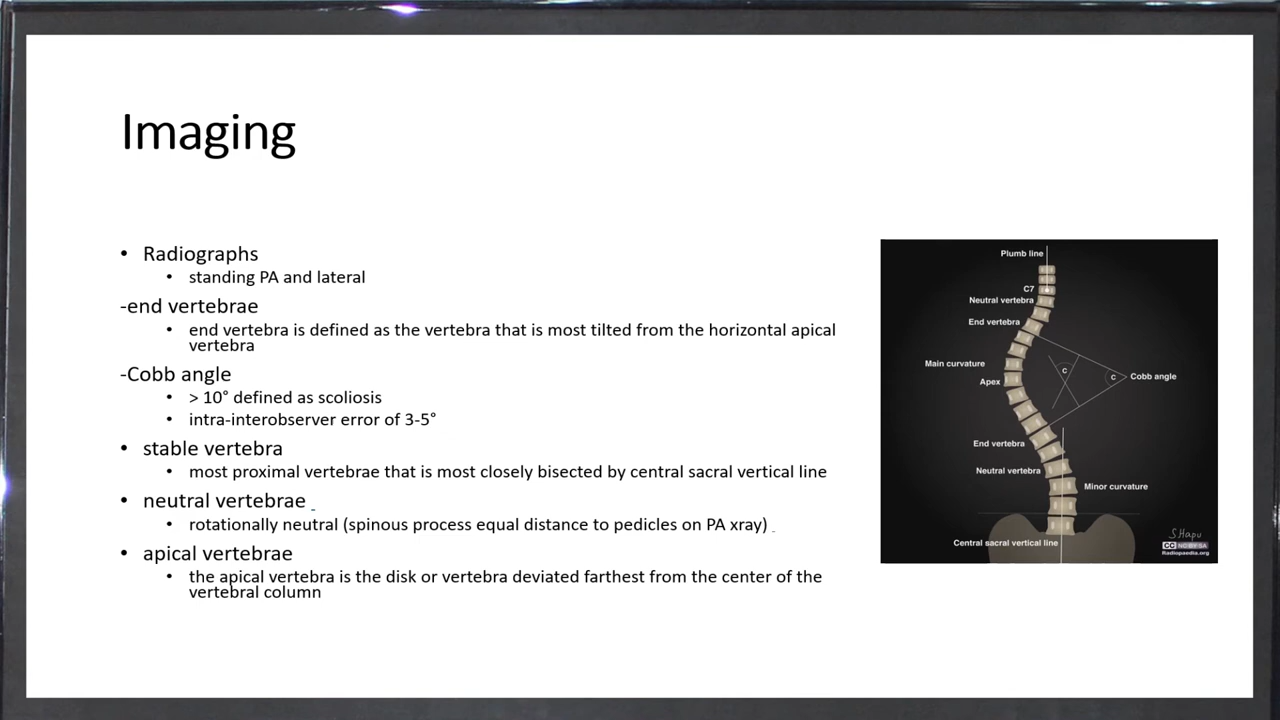 Imaging
• Radiographs
• standing PA and lateral
-end vertebrae
• end vertebra is defined as the vertebra that is most tilted from the horizontal apical
vertebra
-Cobb angle
• > 10° defined as scoliosis
• intra-interobserver error of 3-5°
• stable vertebra
• most proximal vertebrae that is most closely bisected by central sacral vertical line
• neutral vertebrae
• rotationally neutral (spinous process equal distance to pedicles on PA xray)
• apical vertebrae
• the apical vertebra is the disk or vertebra deviated farthest from the center of the
vertebral column
Plumb line
C7
Neutral vertebra
End vertebra
Main curvature
Apex
C
C
Cobb angle
End vertebra
Neutral vertebra
Minor curvature
Central sacral vertical line
SHapu
CC BY-NC-SA
Radiopaedia.org